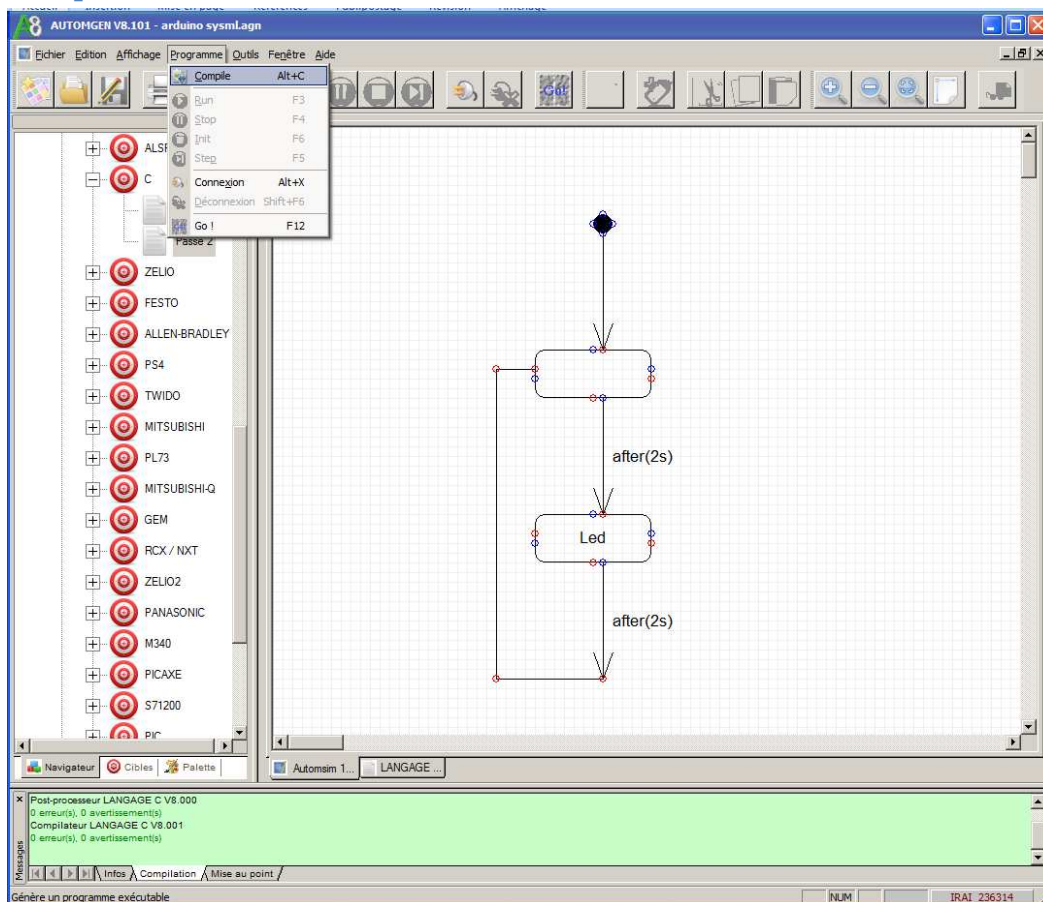 AUTOMGEN V8.101 - arduino sysml.agn
Fichier Edition Affichage Programme Outils Fenêtre Aide
Compile Alt+C
Run F3
Stop F4
Init F6
Step F5
Connexion Alt+X
Déconnexion Shift+F6
Go ! F12
Go!
C
Passe 2
ZELIO
FESTO
ALLEN-BRADLEY
PS4
TWIDO
MITSUBISHI
PL73
MITSUBISHI-Q
GEM
RCX / NXT
ZELIO2
PANASONIC
M340
PICAXE
S71200
PIC
after(2s)
Led
after(2s)
Navigateur Cibles Palette
Automsim 1... LANGAGE ...
Post-processeur LANGAGE C V8.000
0 erreur(s), 0 avertissement(s)
Compilateur LANGAGE C V8.001
0 erreur(s), 0 avertissement(s)
Messages
Infos Compilation Mise au point
Génère un programme exécutable NUM IRAI 236314